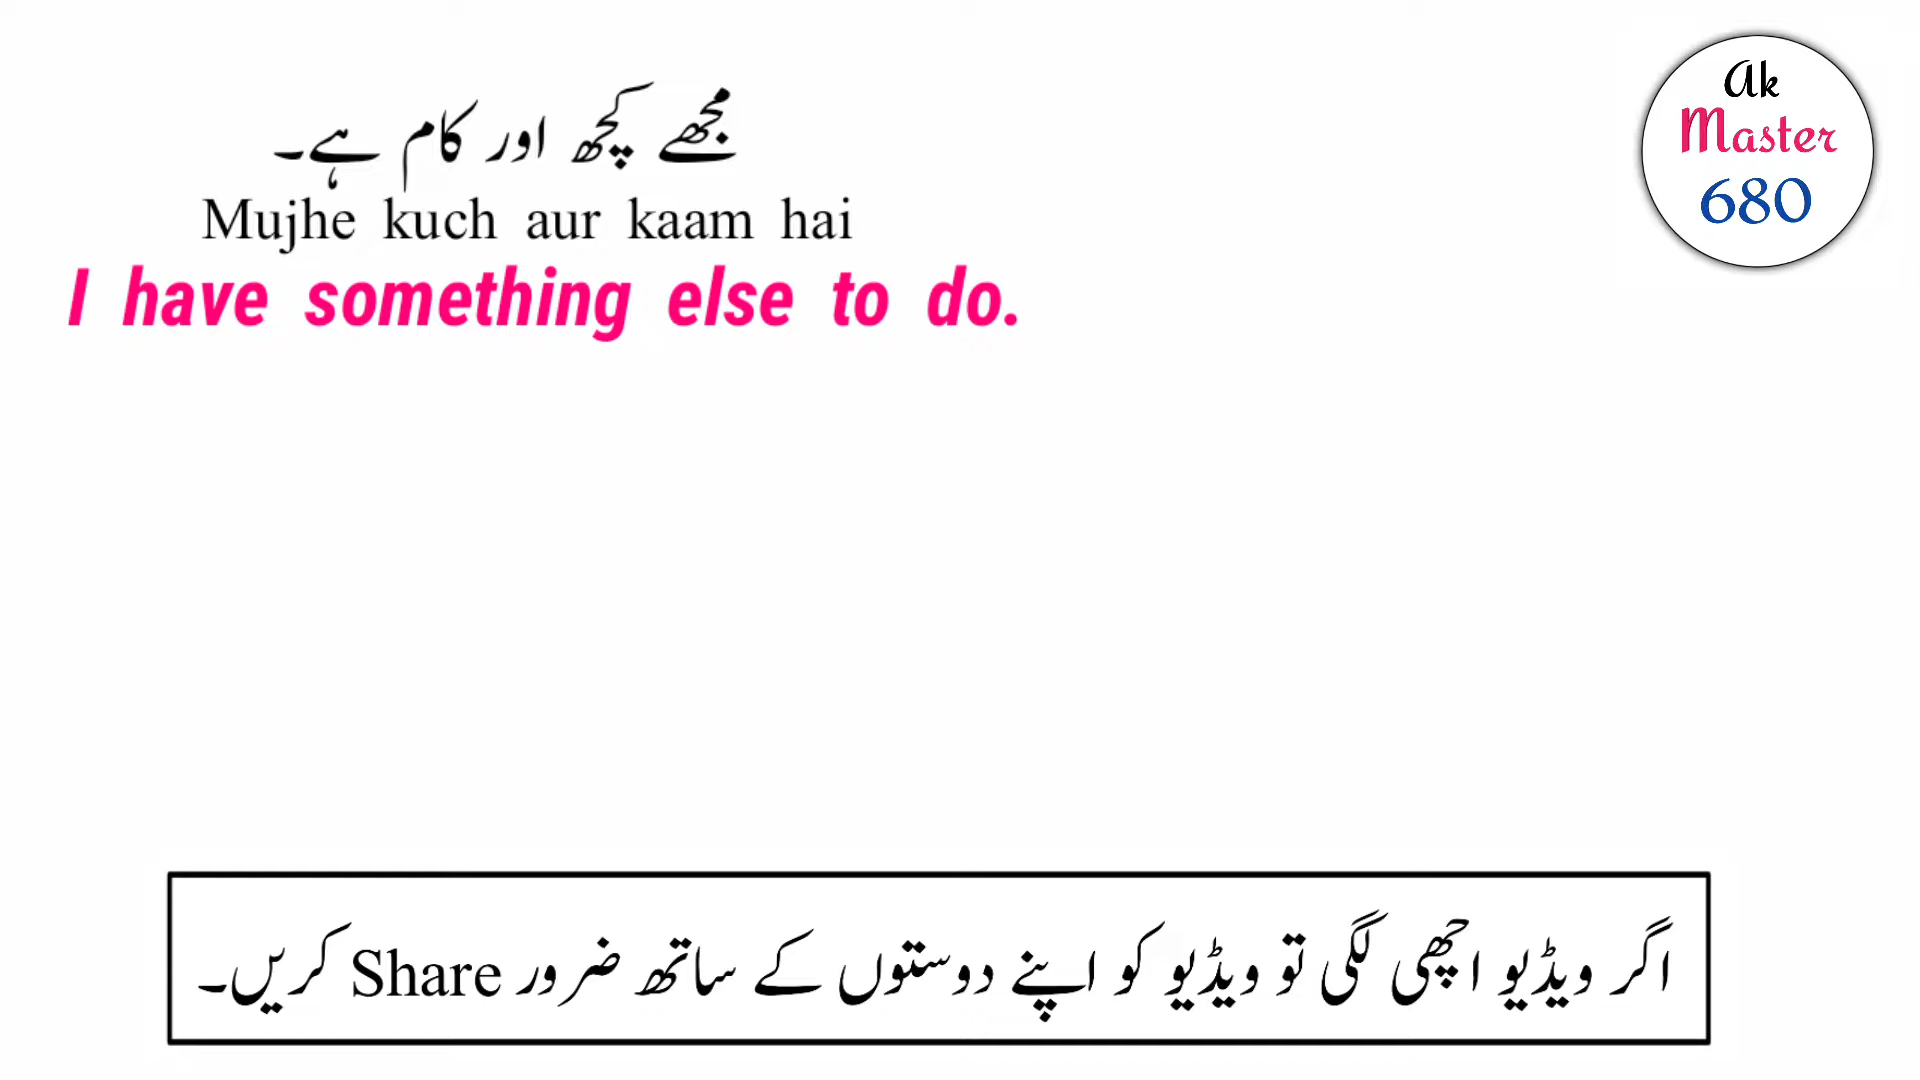 مجھے کچھ اور کام ہے۔
Mujhe kuch aur kaam hai
I have something else to do.
Ak
Master
680
اگر ویڈیو اچھی لگی تو ویڈیو کو اپنے دوستوں کے ساتھ ضرور Share کریں۔